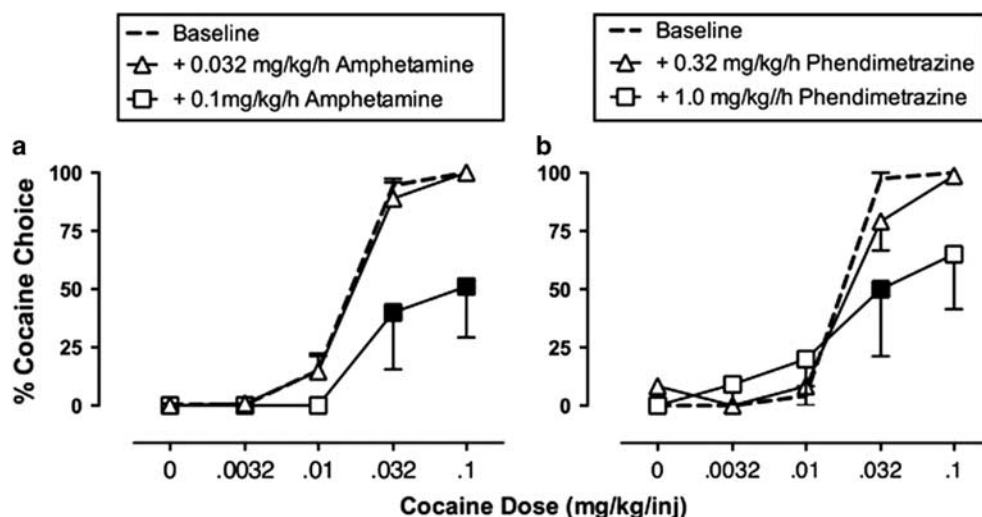 Baseline
+ 0.032 mg/kg/h Amphetamine
+ 0.1mg/kg/h Amphetamine
Baseline
+ 0.32 mg/kg/h Phendimetrazine
+ 1.0 mg/kg//h Phendimetrazine
a
b
% Cocaine Choice
100
75
50
25
0
100
75
50
25
0
0 .0032 .01 .032 .1
0 .0032 .01 .032 .1
Cocaine Dose (mg/kg/inj)